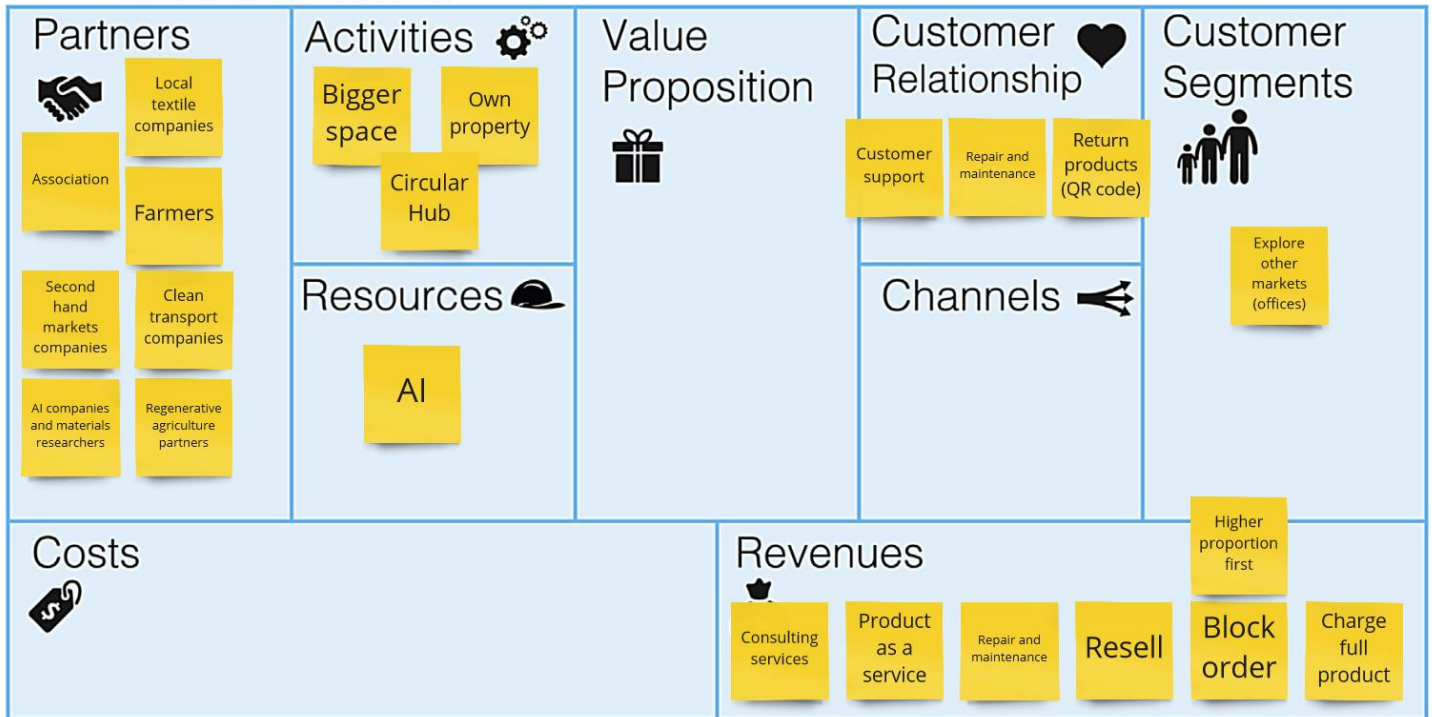 Partners
Local
textile
companies
Association
Farmers
Second
hand
markets
companies
Clean
transport
companies
AI companies
and materials
researchers
Regenerative
agriculture
partners
Activities
Bigger
space
Own
property
Circular
Hub
Resources
AI
Value
Proposition
Customer
Relationship
Customer
support
Repair and
maintenance
Return
products
(QR code)
Channels
Customer
Segments
Explore
other
markets
(offices)
Costs
$
Revenues
Higher
proportion
first
Consulting
services
Product
as a
service
Repair and
maintenance
Resell
Block
order
Charge
full
product